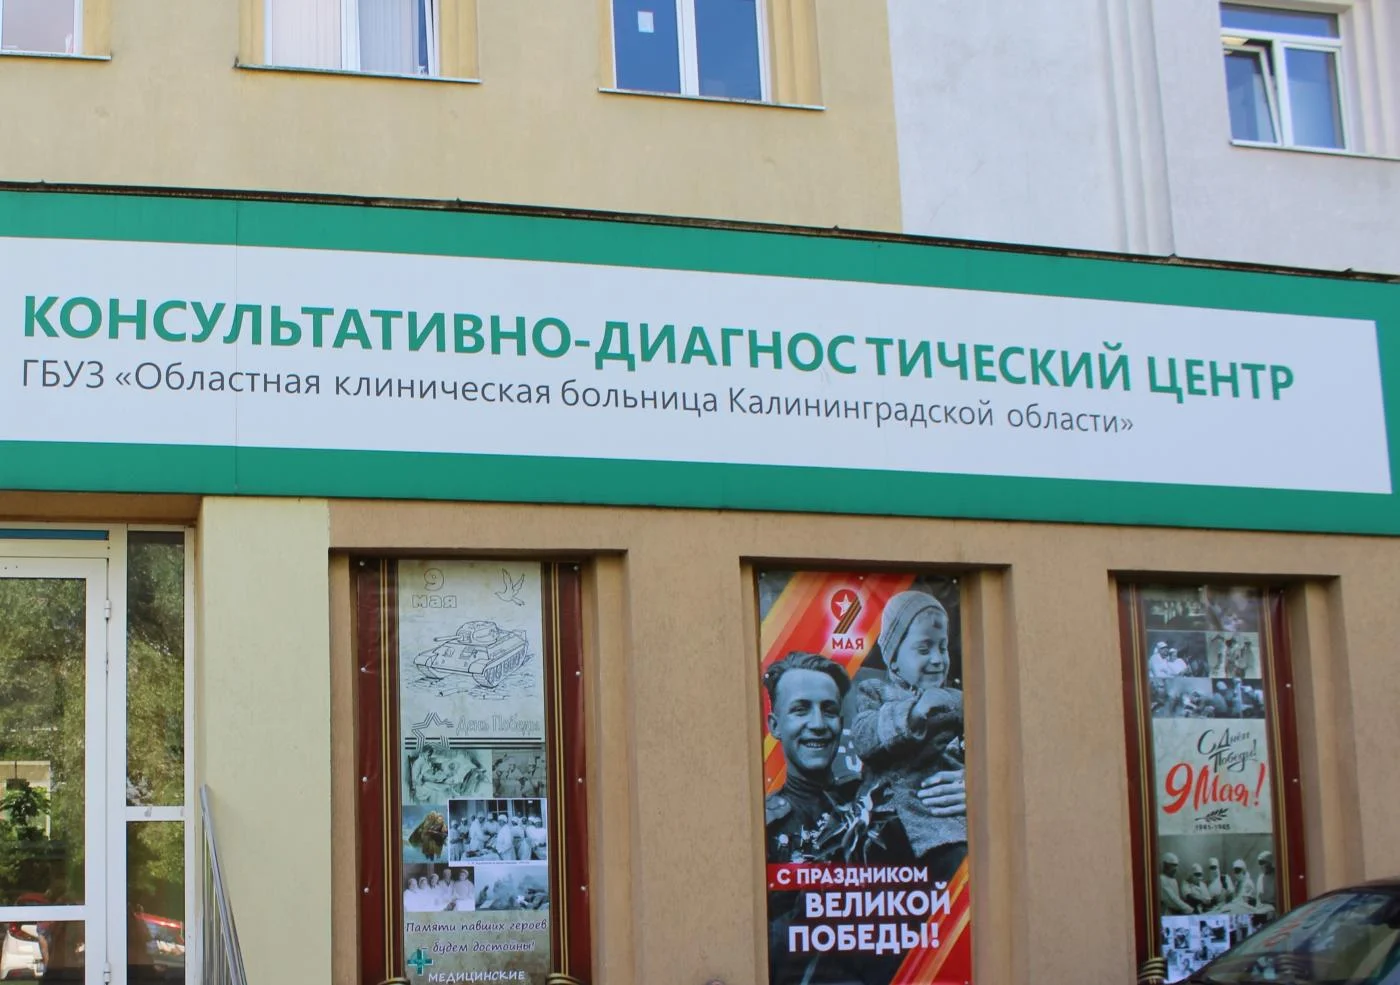 КОНСУЛЬТАТИВНО-ДИАГНОСТИЧЕСКИЙ ЦЕНТР
ГБУЗ «Областная клиническая больница Калининградской области»
9
мая
День Победы
Памяти павших героев
будем достойны!
МЕДИЦИНСКИЕ
9
МАЯ
С ПРАЗДНИКОМ
ВЕЛИКОЙ
ПОБЕДЫ!
С Днём
Победы!
9 Мая!
1941-1945